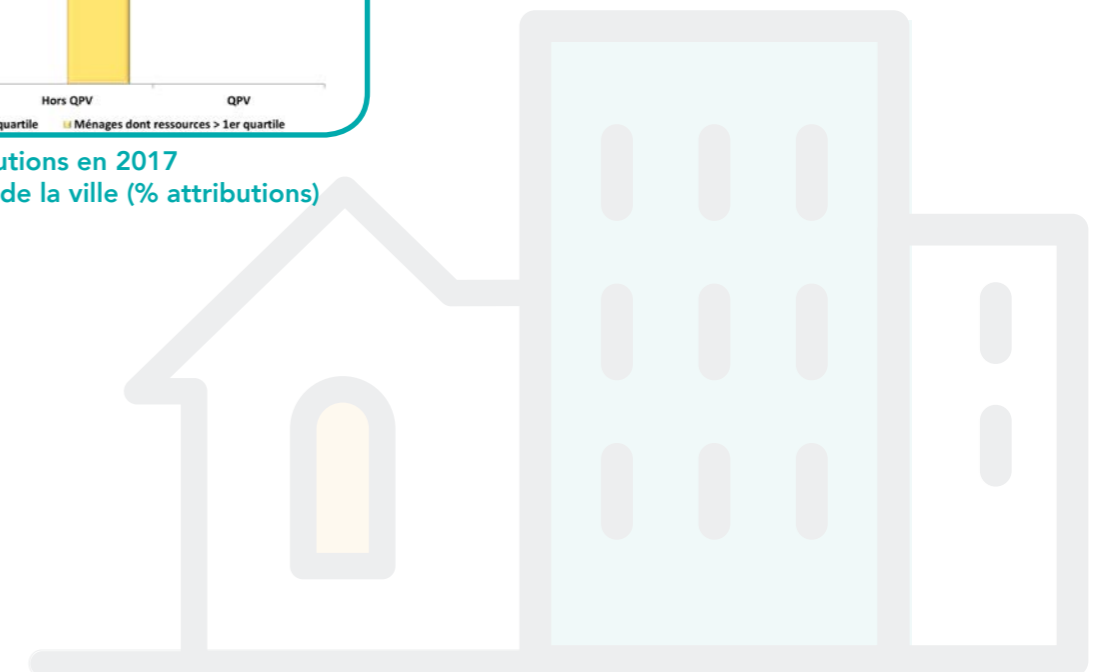 Hors QPV QPV
quartile Ménages dont ressources > 1er quartile
utions en 2017
de la ville (% attributions)